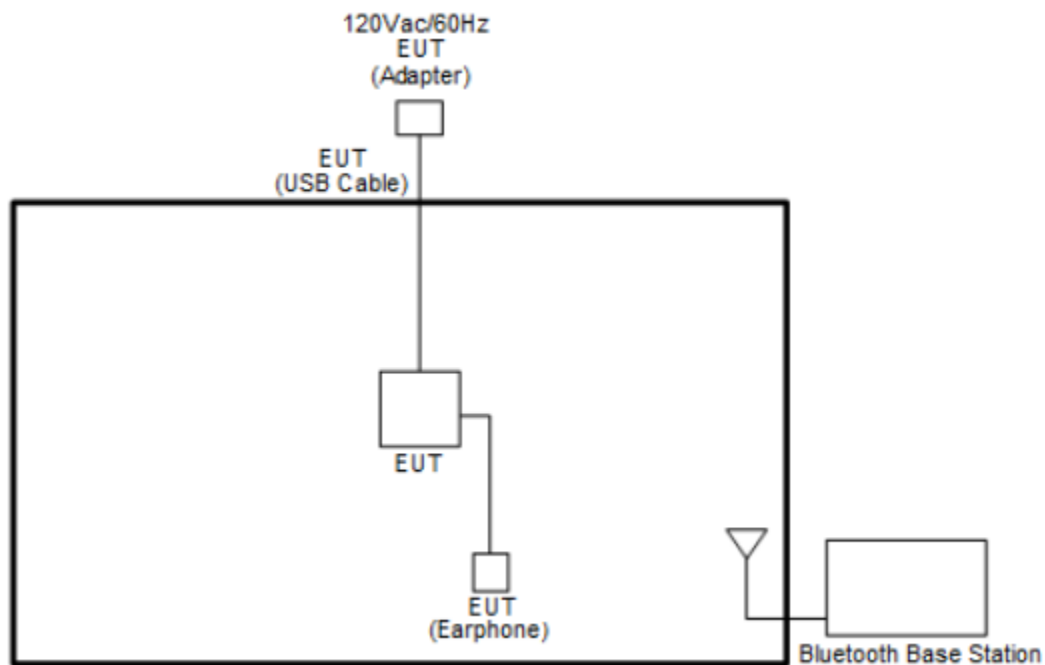 120Vac/60Hz
EUT
(Adapter)
EUT
(USB Cable)
EUT
EUT
(Earphone)
Bluetooth Base Station